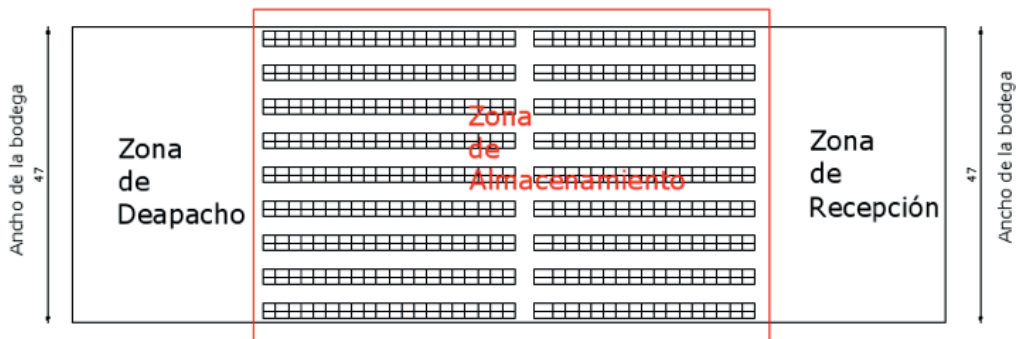 Ancho de la bodega
47
Zona
de
Deapacho
Zona
de
Almacenamiento
Zona
de
Recepción
47
Ancho de la bodega